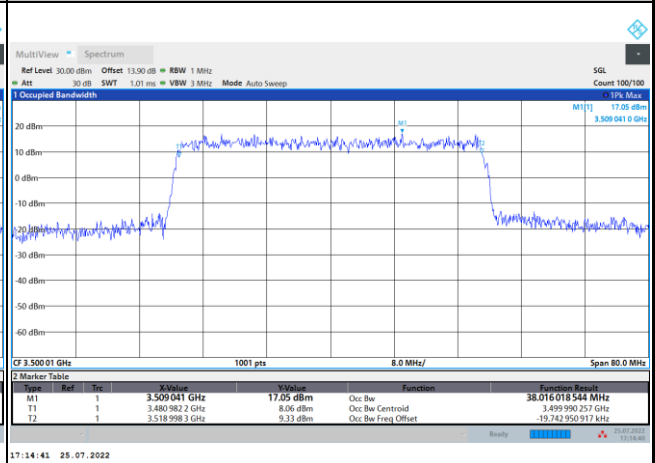 MultiView Spectrum
Ref Level 30.00 dBm Offset 13.90 dB RBW 1 MHz SGL
Att 30 dB SWT 1.01 ms VBW 3 MHz Mode Auto Sweep Count 100/100
1 Occupied Bandwidth 1Pk Max
M1[1] 17.05 dBm
3.509 041 0 GHz
M1
20 dBm
T1 T2
10 dBm
0 dBm
-10 dBm
-20 dBm
-30 dBm
-40 dBm
-50 dBm
-60 dBm
CF 3.500 01 GHz 1001 pts 8.0 MHz/ Span 80.0 MHz
2 Marker Table
Type Ref Trc X-Value Y-Value Function Function Result
M1 1 3.509 041 GHz 17.05 dBm Occ Bw 38.016 018 544 MHz
T1 1 3.480 982 2 GHz 8.06 dBm Occ Bw Centroid 3.499 990 257 GHz
T2 1 3.518 998 3 GHz 9.33 dBm Occ Bw Freq Offset -19.742 950 917 kHz
Ready 25.07.2022
17:14:40
17:14:41 25.07.2022